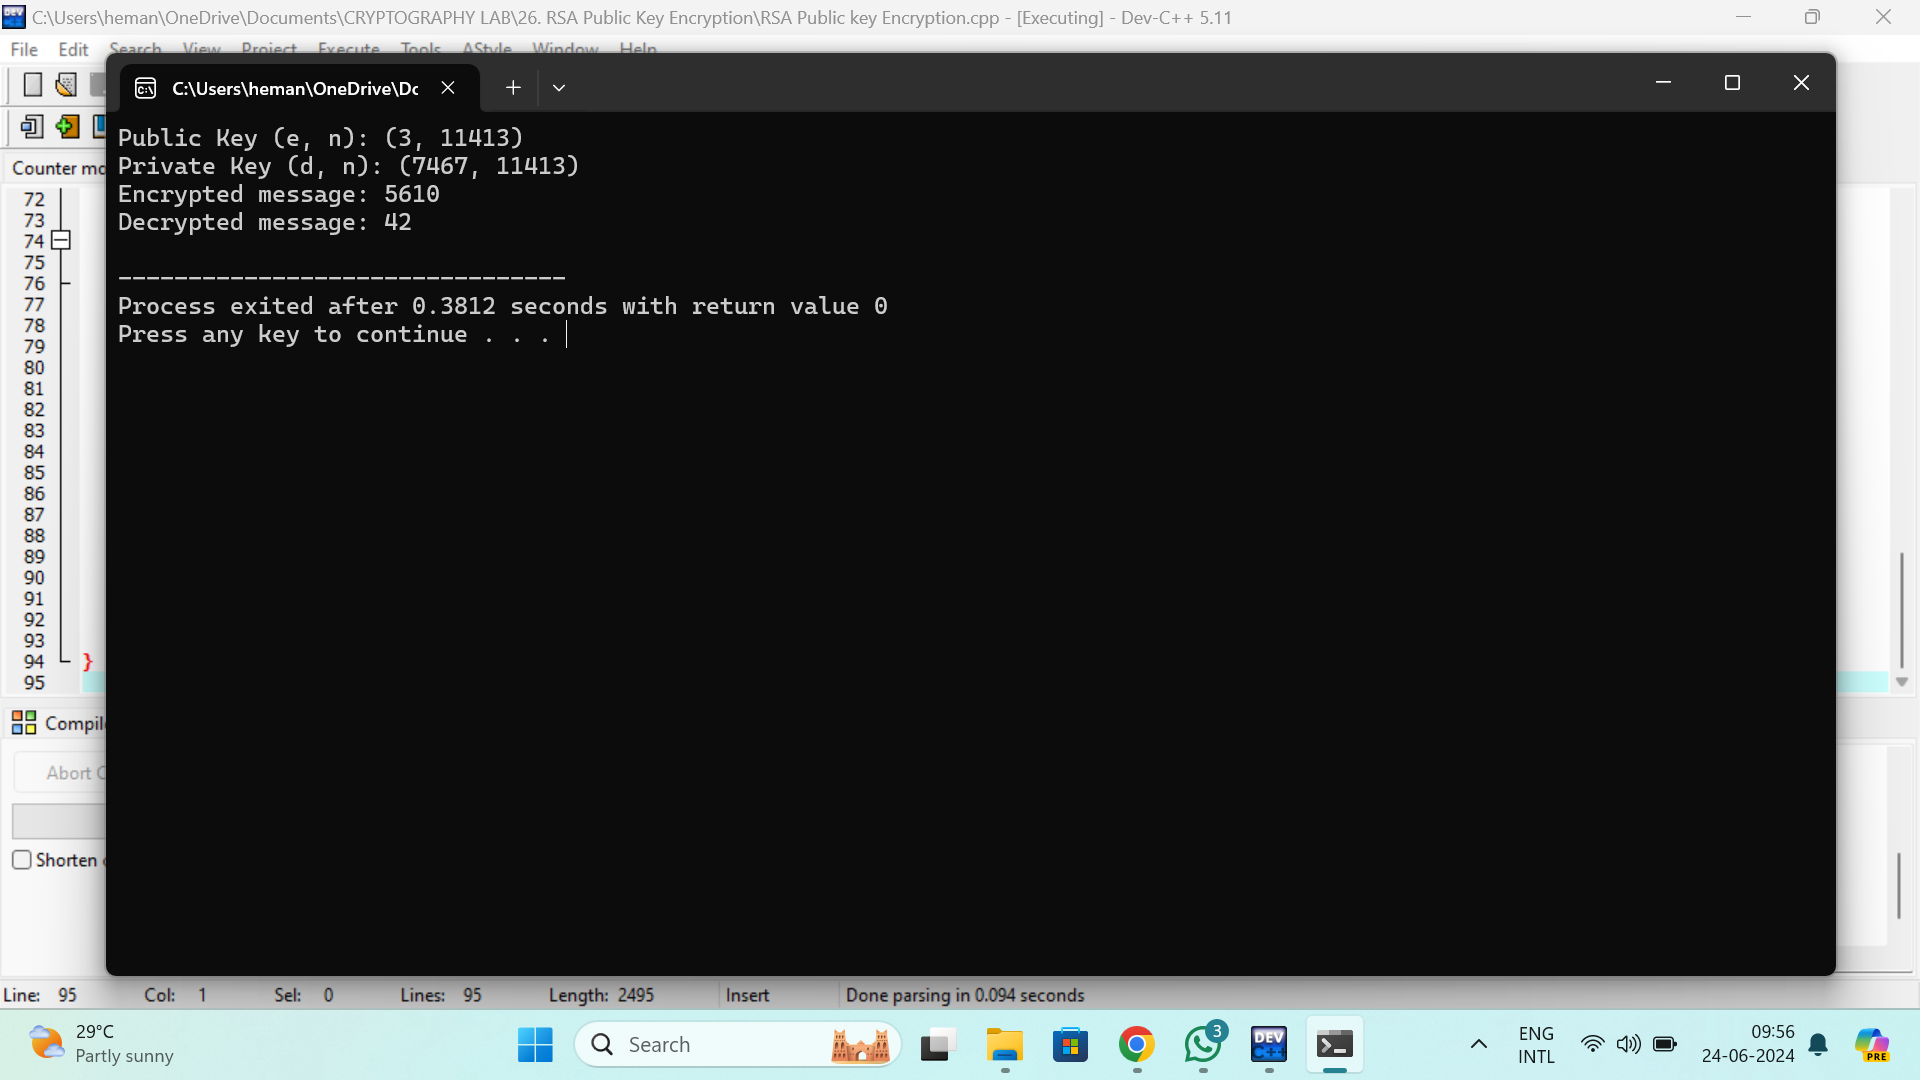 C:\Users\heman\OneDrive\Documents\CRYPTOGRAPHY LAB\26. RSA Public Key Encryption\RSA Public key Encryption.cpp - [Executing] - Dev-C++ 5.11
File Edit Search View Project Execute Tools AStyle Window Help
C:\Users\heman\OneDrive\Dc
Public Key (e, n): (3, 11413)
Private Key (d, n): (7467, 11413)
Encrypted message: 5610
Decrypted message: 42
--------------------------------
Process exited after 0.3812 seconds with return value 0
Press any key to continue . . .
Counter mo
72
73
74
75
76
77
78
79
80
81
82
83
84
85
86
87
88
89
90
91
92
93
94 }
95
Compile
Abort C
Shorten
Line: 95 Col: 1 Sel: 0 Lines: 95 Length: 2495 Insert Done parsing in 0.094 seconds
29°C
Partly sunny
Search
3
DEV
C++
ENG
INTL
09:56
24-06-2024
PRE